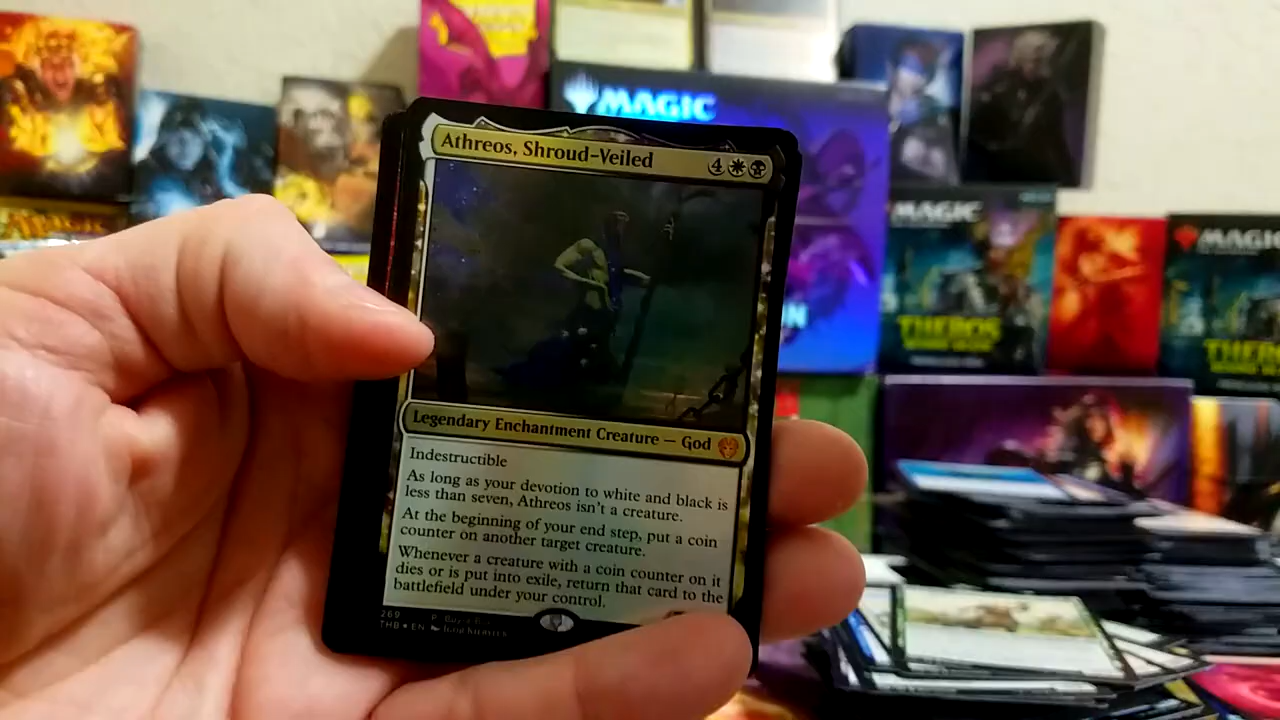 MAGIC
Athreos, Shroud-Veiled
4
MAGIC
MAGIC
THEROS
THEROS
Legendary Enchantment Creature — God
Indestructible
As long as your devotion to white and black is
less than seven, Athreos isn't a creature.
At the beginning of your end step, put a coin
counter on another target creature.
Whenever a creature with a coin counter on it
dies or is put into exile, return that card to the
battlefield under your control.
269
THB EN